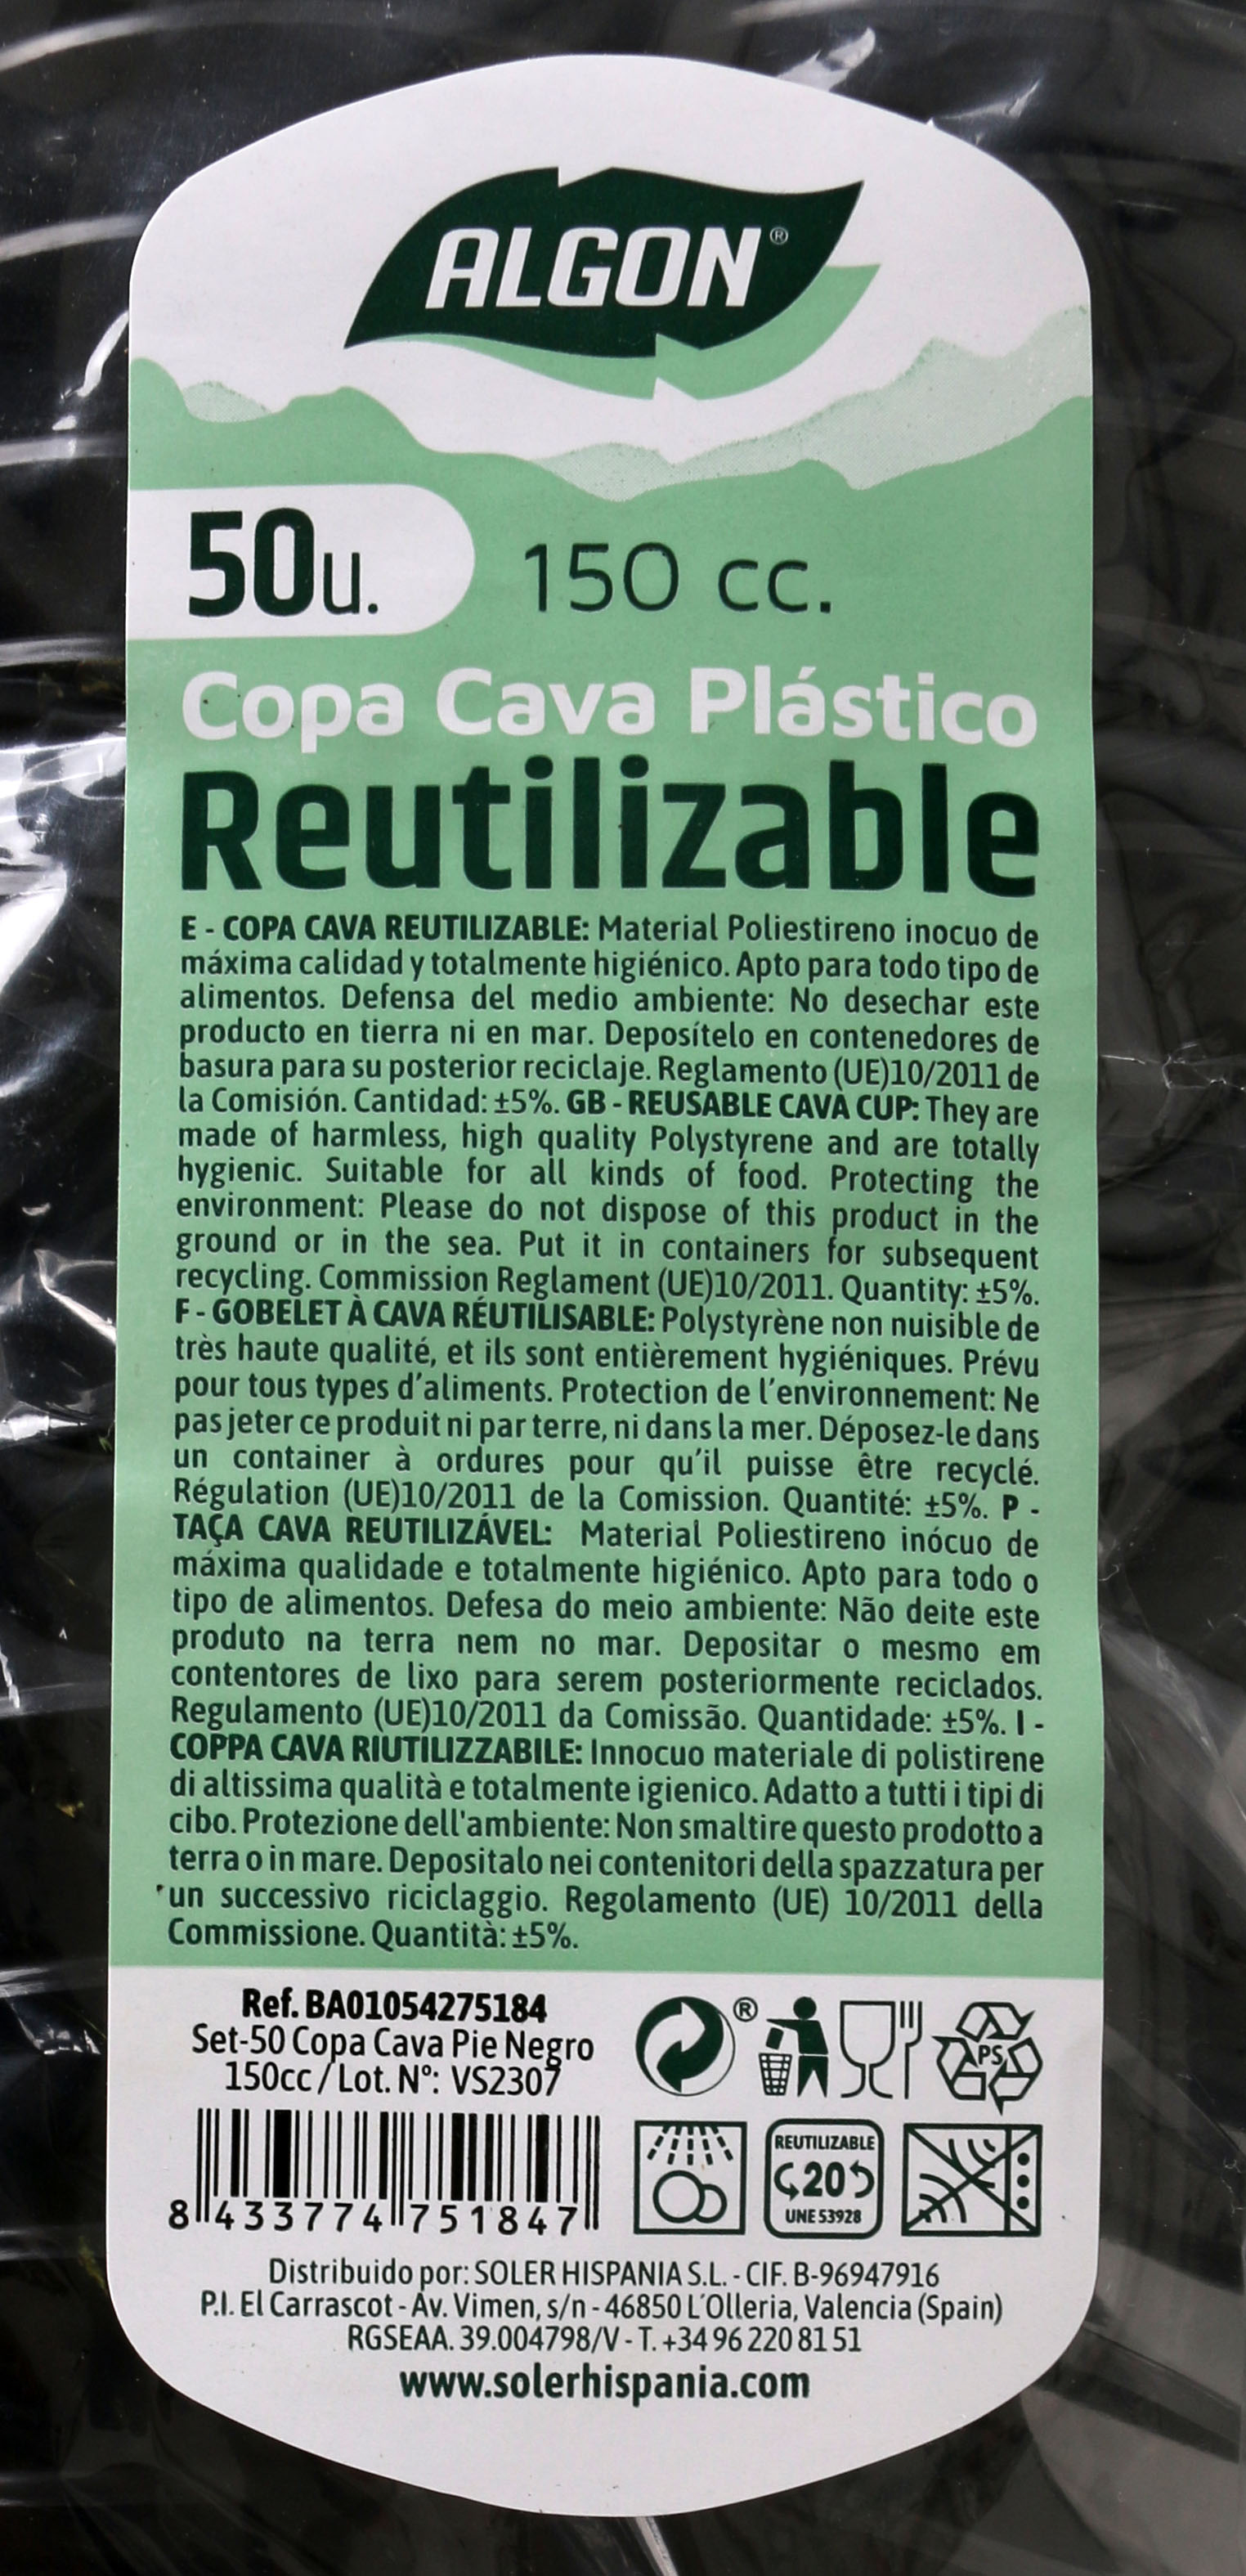 ALGON®
50u. 150 cc.
Copa Cava Plástico
Reutilizable
E - COPA CAVA REUTILIZABLE: Material Poliestireno inocuo de
máxima calidad y totalmente higiénico. Apto para todo tipo de
alimentos. Defensa del medio ambiente: No desechar este
producto en tierra ni en mar. Deposítelo en contenedores de
basura para su posterior reciclaje. Reglamento (UE)10/2011 de
la Comisión. Cantidad: ±5%. GB - REUSABLE CAVA CUP: They are
made of harmless, high quality Polystyrene and are totally
hygienic. Suitable for all kinds of food. Protecting the
environment: Please do not dispose of this product in the
ground or in the sea. Put it in containers for subsequent
recycling. Commission Reglament (UE)10/2011. Quantity: ±5%.
F - GOBELET À CAVA RÉUTILISABLE: Polystyrène non nuisible de
très haute qualité, et ils sont entièrement hygiéniques. Prévu
pour tous types d'aliments. Protection de l'environnement: Ne
pas jeter ce produit ni par terre, ni dans la mer. Déposez-le dans
un container à ordures pour qu'il puisse être recyclé.
Régulation (UE)10/2011 de la Comission. Quantité: ±5%. P -
TAÇA CAVA REUTILIZÁVEL: Material Poliestireno inócuo de
máxima qualidade e totalmente higiénico. Apto para todo o
tipo de alimentos. Defesa do meio ambiente: Não deite este
produto na terra nem no mar. Depositar o mesmo em
contentores de lixo para serem posteriormente reciclados.
Regulamento (UE)10/2011 da Comissão. Quantidade: ±5%. I -
COPPA CAVA RIUTILIZZABILE: Innocuo materiale di polistirene
di altissima qualità e totalmente igienico. Adatto a tutti i tipi di
cibo. Protezione dell'ambiente: Non smaltire questo prodotto a
terra o in mare. Depositalo nei contenitori della spazzatura per
un successivo riciclaggio. Regolamento (UE) 10/2011 della
Commissione. Quantità: ±5%.
Ref. BA01054275184
Set-50 Copa Cava Pie Negro
150cc / Lot. Nº: VS2307
8 433774 751847
®
PS
REUTILIZABLE
20
UNE 53928
Distribuido por: SOLER HISPANIA S.L. - CIF. B-96947916
P.I. El Carrascot - Av. Vimen, s/n - 46850 L'Olleria, Valencia (Spain)
RGSEAA. 39.004798/V - T. +34 96 220 81 51
www.solerhispania.com